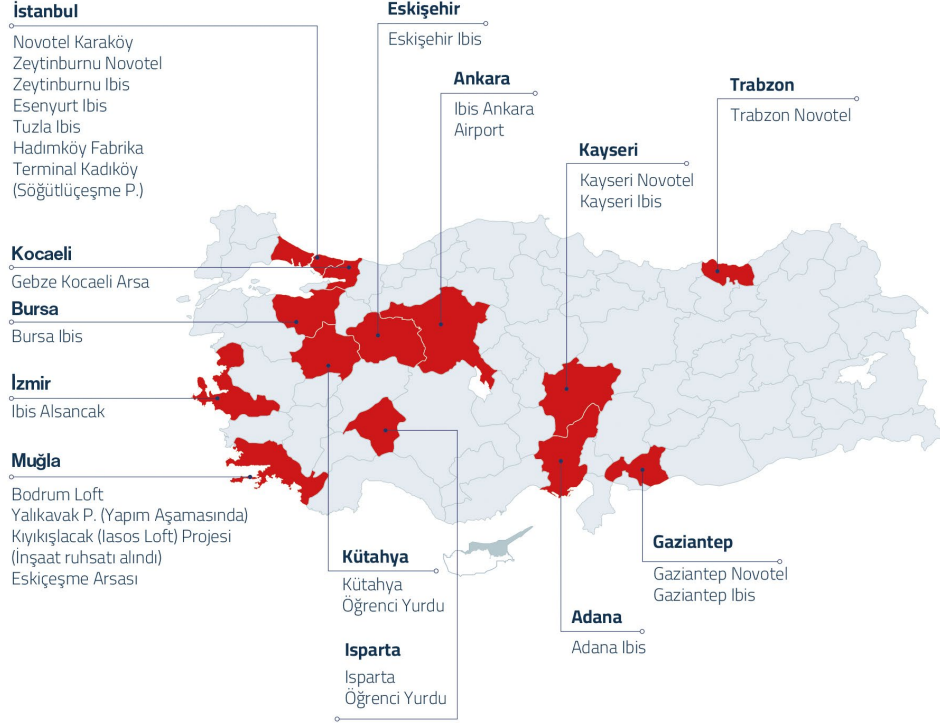 İstanbul
Novotel Karaköy
Zeytinburnu Novotel
Zeytinburnu Ibis
Esenyurt Ibis
Tuzla Ibis
Hadımköy Fabrika
Terminal Kadıköy
(Söğütlüçeşme P.)
Eskişehir
Eskişehir Ibis
Ankara
Ibis Ankara
Airport
Trabzon
Trabzon Novotel
Kayseri
Kayseri Novotel
Kayseri Ibis
Kocaeli
Gebze Kocaeli Arsa
Bursa
Bursa Ibis
İzmir
Ibis Alsancak
Muğla
Bodrum Loft
Yalıkavak P. (Yapım Aşamasında)
Kıyıkışlacak (Iasos Loft) Projesi
(İnşaat ruhsatı alındı)
Eskiçeşme Arsası
Kütahya
Kütahya
Öğrenci Yurdu
Isparta
Isparta
Öğrenci Yurdu
Gaziantep
Gaziantep Novotel
Gaziantep Ibis
Adana
Adana Ibis